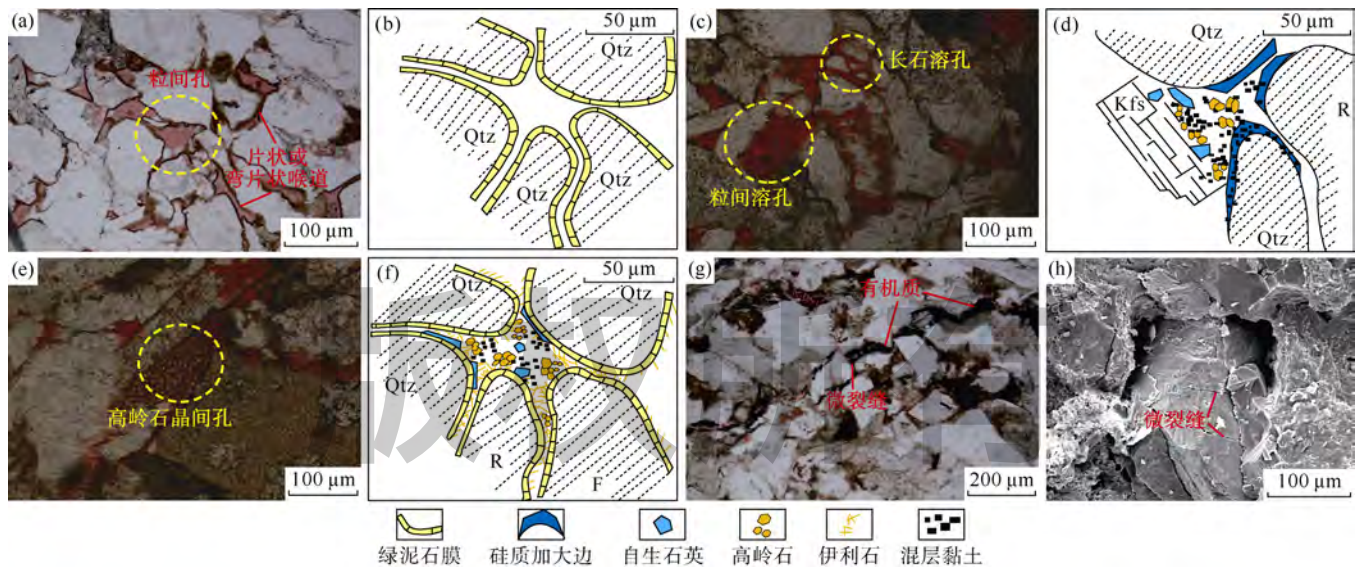 (a)
粒间孔
片状或
弯片状喉道
100 μm
(b)
50 μm
Qtz
Qtz
Qtz
Qtz
(c)
长石溶孔
粒间溶孔
100 μm
(d)
50 μm
Qtz
Kfs
R
Qtz
(e)
高岭石晶间孔
100 μm
(f)
50 μm
Qtz
Qtz
Qtz
R
F
(g)
有机质
微裂缝
200 μm
(h)
微裂缝
100 μm
绿泥石膜 硅质加大边 自生石英 高岭石 伊利石 混层黏土